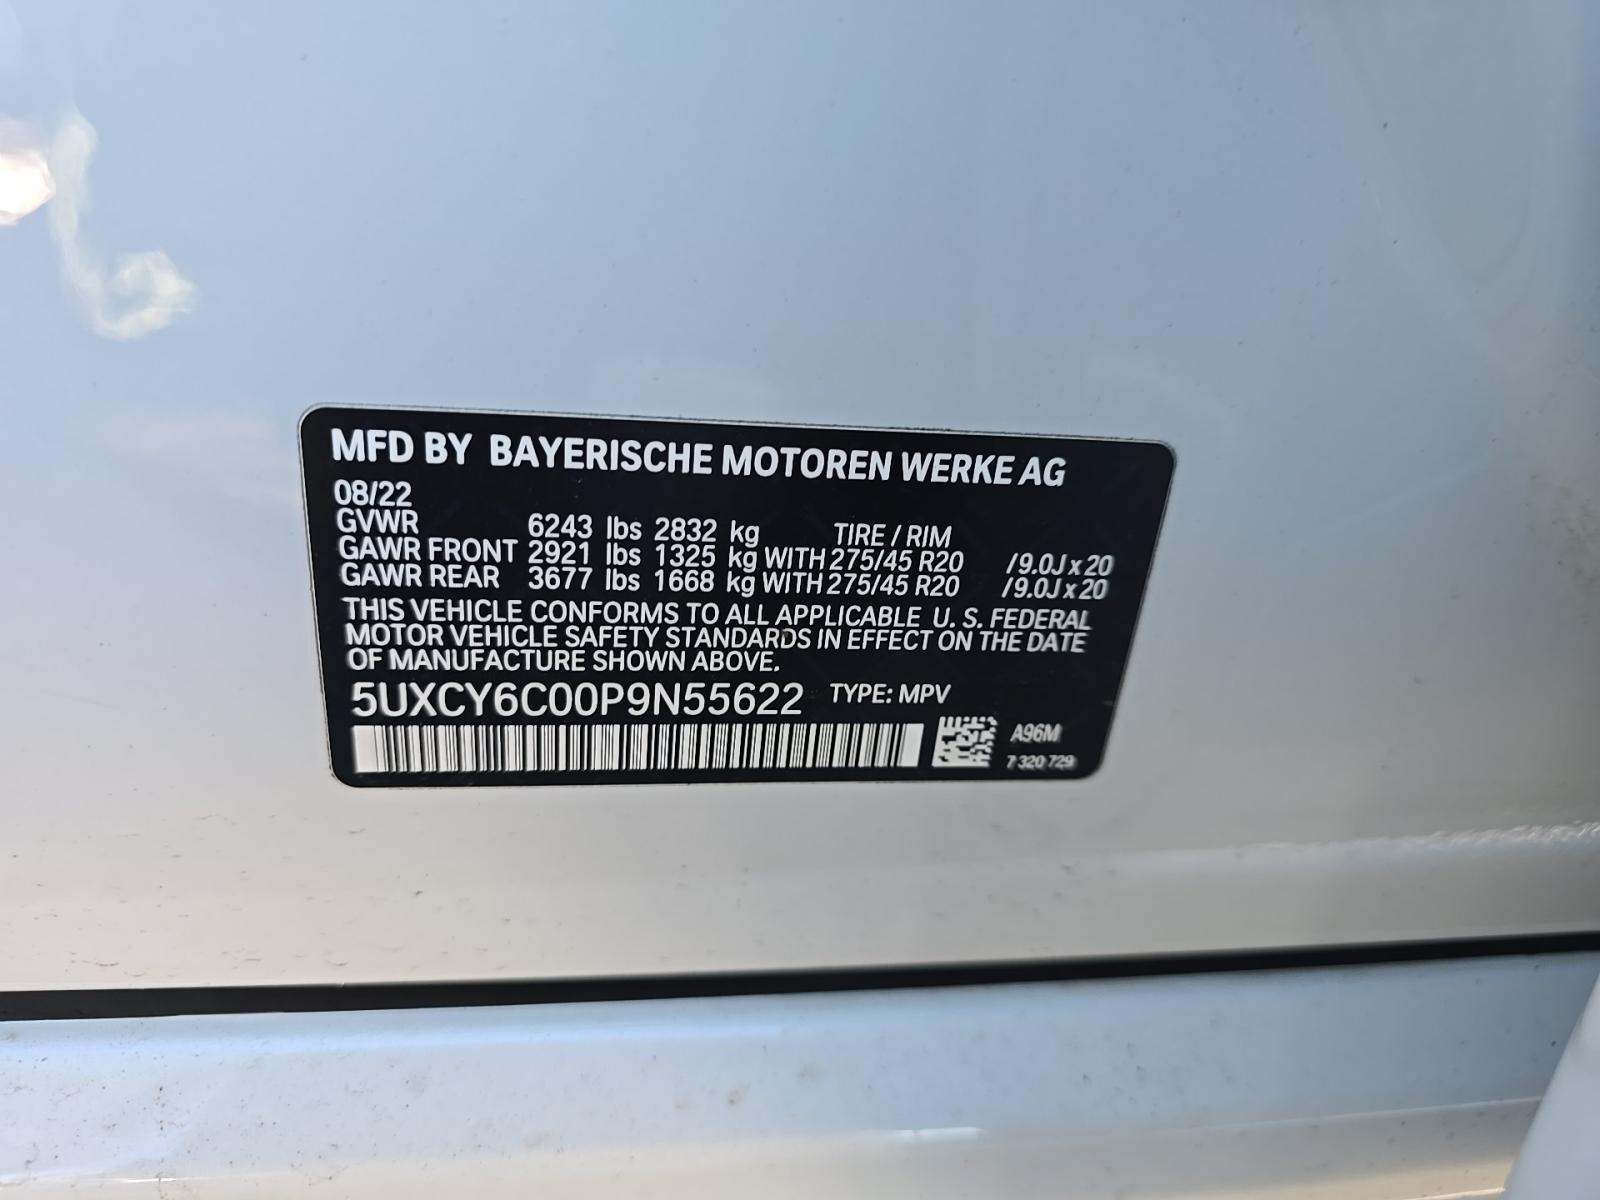 MFD BY BAYERISCHE MOTOREN WERKE AG
08/22
GVWR 6243 lbs 2832 kg TIRE / RIM
GAWR FRONT 2921 lbs 1325 kg WITH 275/45 R20 / 9.0J x 20
GAWR REAR 3677 lbs 1668 kg WITH 275/45 R20 / 9.0J x 20
THIS VEHICLE CONFORMS TO ALL APPLICABLE U. S. FEDERAL
MOTOR VEHICLE SAFETY STANDARDS IN EFFECT ON THE DATE
OF MANUFACTURE SHOWN ABOVE.
5UXCY6C00P9N55622 TYPE: MPV
A96M
7 320 729